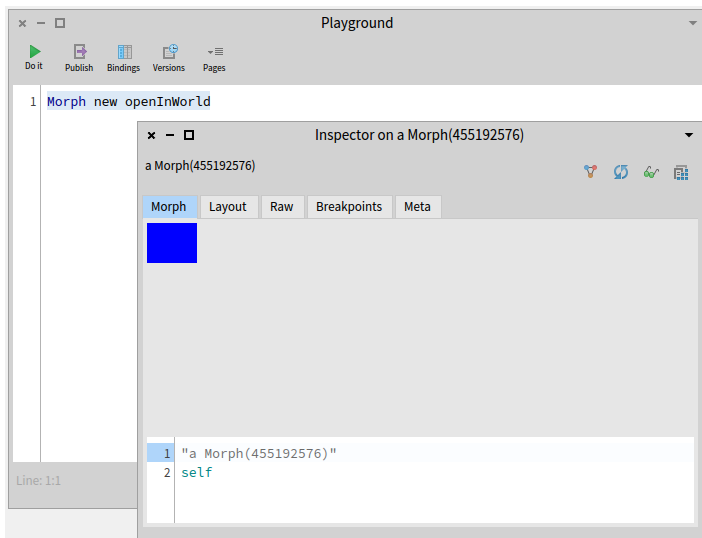 Playground
Do it Publish Bindings Versions Pages
1 Morph new openInWorld
Inspector on a Morph(455192576)
a Morph(455192576)
Morph Layout Raw Breakpoints Meta
1 "a Morph(455192576)"
2 self
Line: 1:1